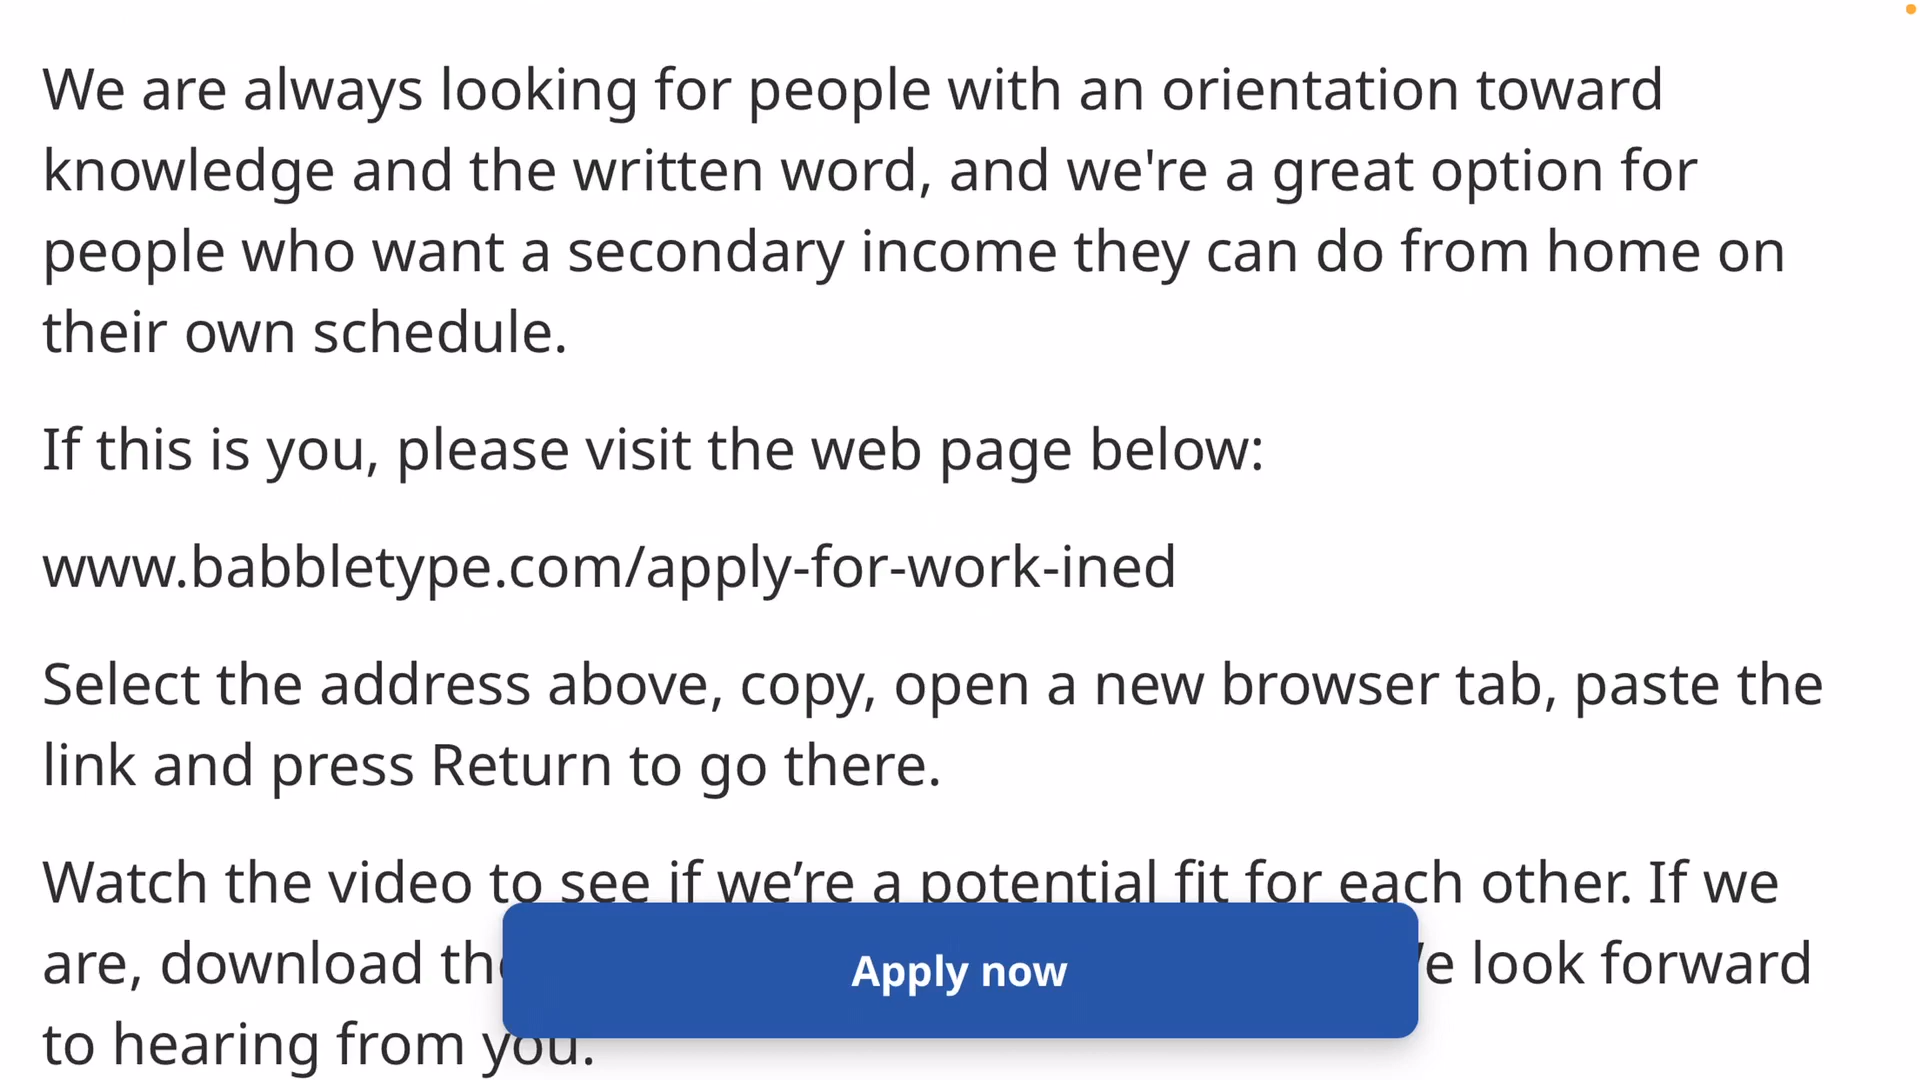 We are always looking for people with an orientation toward
knowledge and the written word, and we're a great option for
people who want a secondary income they can do from home on
their own schedule.
If this is you, please visit the web page below:
www.babbletype.com/apply-for-work-ined
Select the address above, copy, open a new browser tab, paste the
link and press Return to go there.
Watch the video to see if we’re a potential fit for each other. If we
are, download look forward
Apply now
to hearing from you.